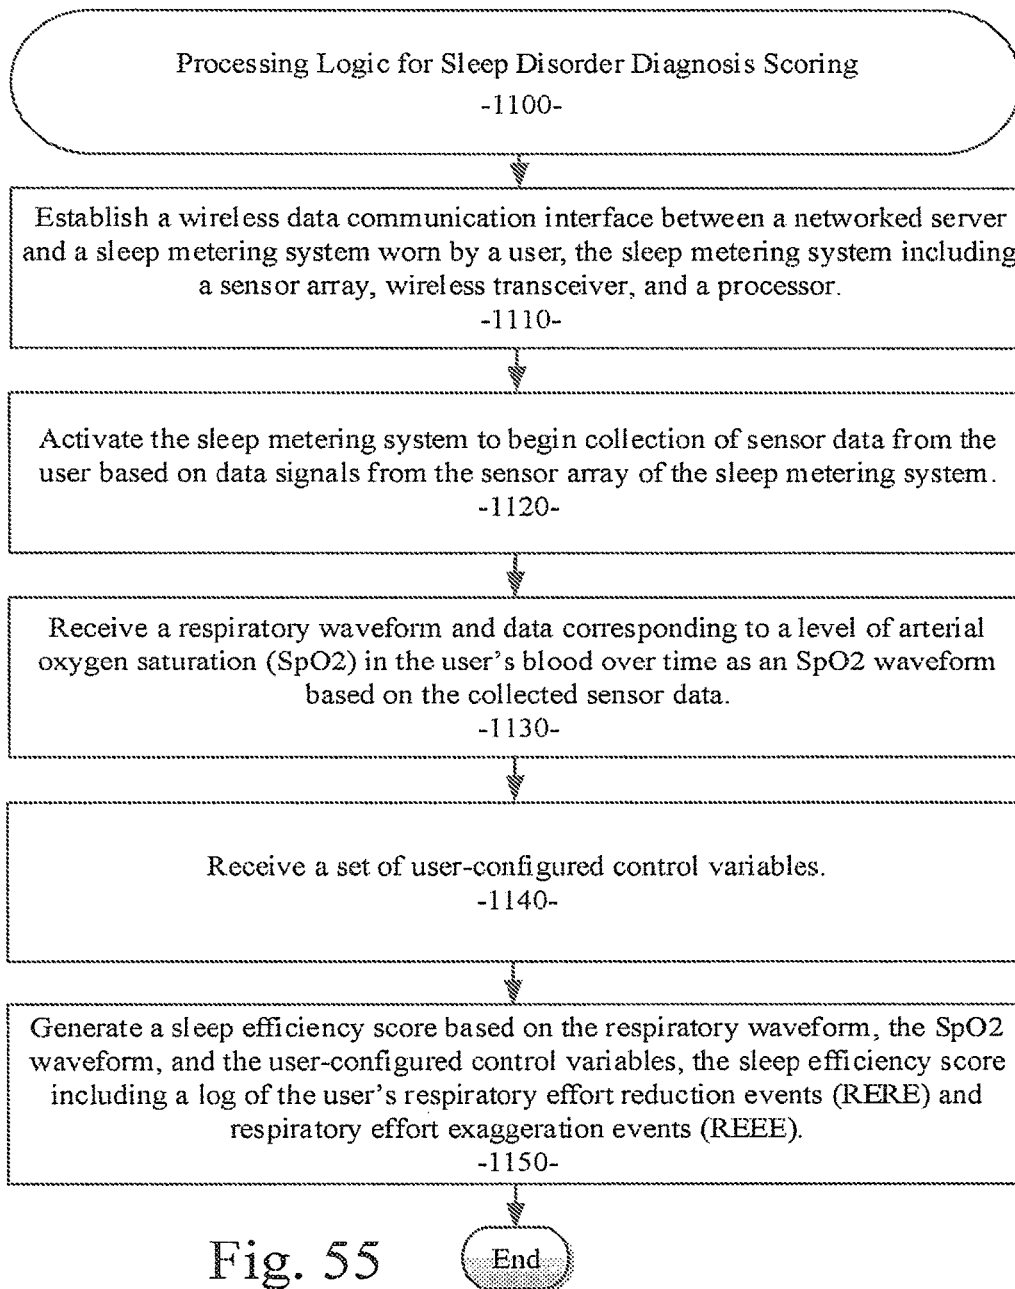 Processing Logic for Sleep Disorder Diagnosis Scoring
-1100-
Establish a wireless data communication interface between a networked server
and a sleep metering system worn by a user, the sleep metering system including
a sensor array, wireless transceiver, and a processor.
-1110-
Activate the sleep metering system to begin collection of sensor data from the
user based on data signals from the sensor array of the sleep metering system.
-1120-
Receive a respiratory waveform and data corresponding to a level of arterial
oxygen saturation (SpO2) in the user's blood over time as an SpO2 waveform
based on the collected sensor data.
-1130-
Receive a set of user-configured control variables.
-1140-
Generate a sleep efficiency score based on the respiratory waveform, the SpO2
waveform, and the user-configured control variables, the sleep efficiency score
including a log of the user's respiratory effort reduction events (RERE) and
respiratory effort exaggeration events (REEE).
-1150-
Fig. 55
End